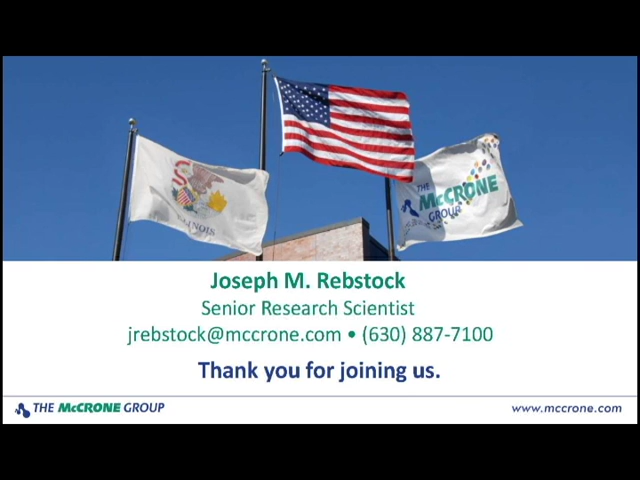 ILLINOIS
THE
McCRONE
GROUP
Joseph M. Rebstock
Senior Research Scientist
jrebstock@mccrone.com • (630) 887-7100
Thank you for joining us.
THE McCRONE GROUP
www.mccrone.com